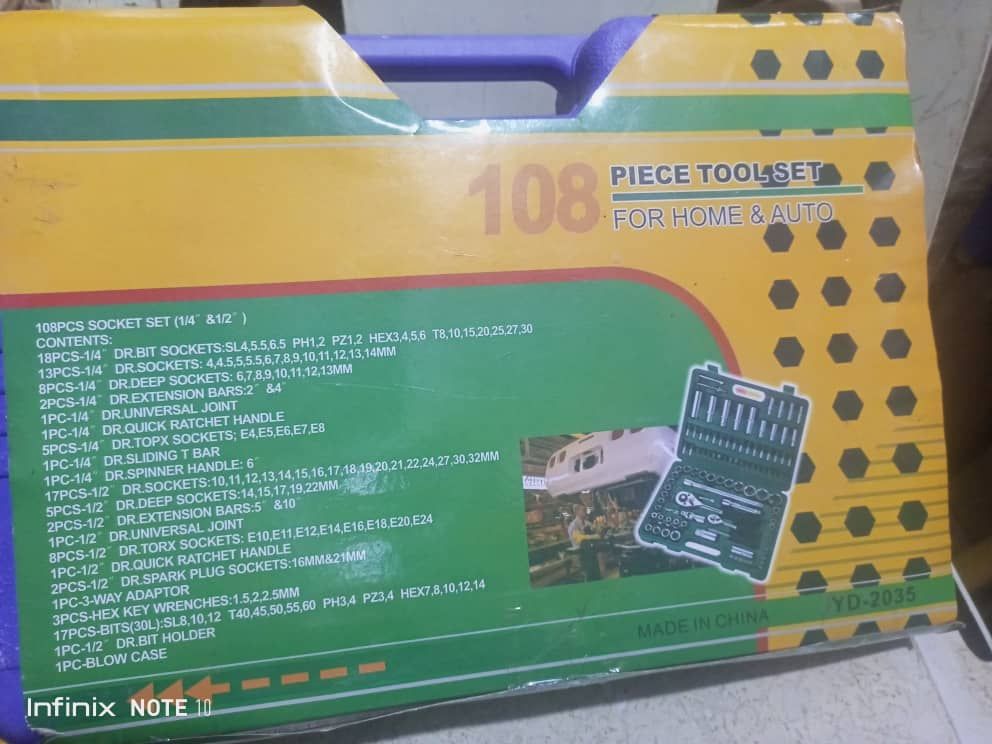 108 PIECE TOOL SET
FOR HOME & AUTO
108PCS SOCKET SET (1/4" &1/2" )
CONTENTS:
18PCS-1/4" DR.BIT SOCKETS:SL4,5.5,6.5 PH1,2 PZ1,2 HEX3,4,5,6 T8,10,15,20,25,27,30
13PCS-1/4" DR.SOCKETS: 4,4.5,5,5.5,6,7,8,9,10,11,12,13,14MM
8PCS-1/4" DR.DEEP SOCKETS: 6,7,8,9,10,11,12,13MM
2PCS-1/4" DR.EXTENSION BARS:2" &4"
1PC-1/4" DR.UNIVERSAL JOINT
1PC-1/4" DR.QUICK RATCHET HANDLE
5PCS-1/4" DR.TOPX SOCKETS; E4,E5,E6,E7,E8
1PC-1/4" DR.SLIDING T BAR
1PC-1/4" DR.SPINNER HANDLE: 6"
17PCS-1/2" DR.SOCKETS:10,11,12,13,14,15,16,17,18,19,20,21,22,24,27,30,32MM
5PCS-1/2" DR.DEEP SOCKETS:14,15,17,19,22MM
2PCS-1/2" DR.EXTENSION BARS:5" &10"
1PC-1/2" DR.UNIVERSAL JOINT
8PCS-1/2" DR.TORX SOCKETS: E10,E11,E12,E14,E16,E18,E20,E24
1PC-1/2" DR.QUICK RATCHET HANDLE
2PCS-1/2" DR.SPARK PLUG SOCKETS:16MM&21MM
1PC-3-WAY ADAPTOR
3PCS-HEX KEY WRENCHES:1.5,2,2.5MM
17PCS-BITS(30L):SL8,10,12 T40,45,50,55,60 PH3,4 PZ3,4 HEX7,8,10,12,14
1PC-1/2" DR.BIT HOLDER
1PC-BLOW CASE
MADE IN CHINA
YD-2035
Infinix NOTE 10